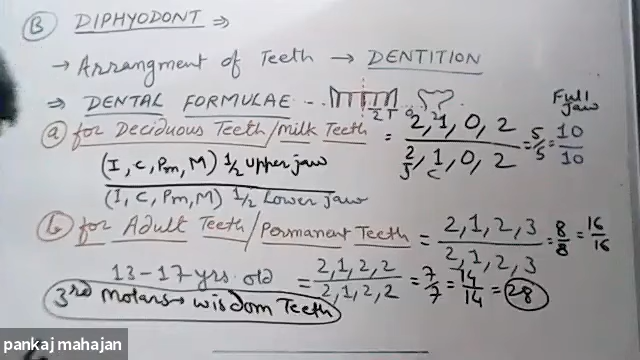 (B) DIPHYODONT ⇒
→ Arrangment of Teeth → DENTITION
⇒ DENTAL FORMULAE - -
Full Jaw
(a) for Deciduous Teeth/Milk Teeth = 2, 1, 0, 2 / 2, 1, 0, 2 = 5/5 = 10/10
(I, C, Pm, M) 1/2 Upper jaw
(I, C, Pm, M) 1/2 Lower jaw
(b) for Adult Teeth/Permanent Teeth = 2, 1, 2, 3 / 2, 1, 2, 3 = 8/8 = 16/16
13-17 yrs. old = 2, 1, 2, 2 / 2, 1, 2, 2 = 7/7 = 14/14 = 28
3rd Molars → Wisdom Teeth
pankaj mahajan